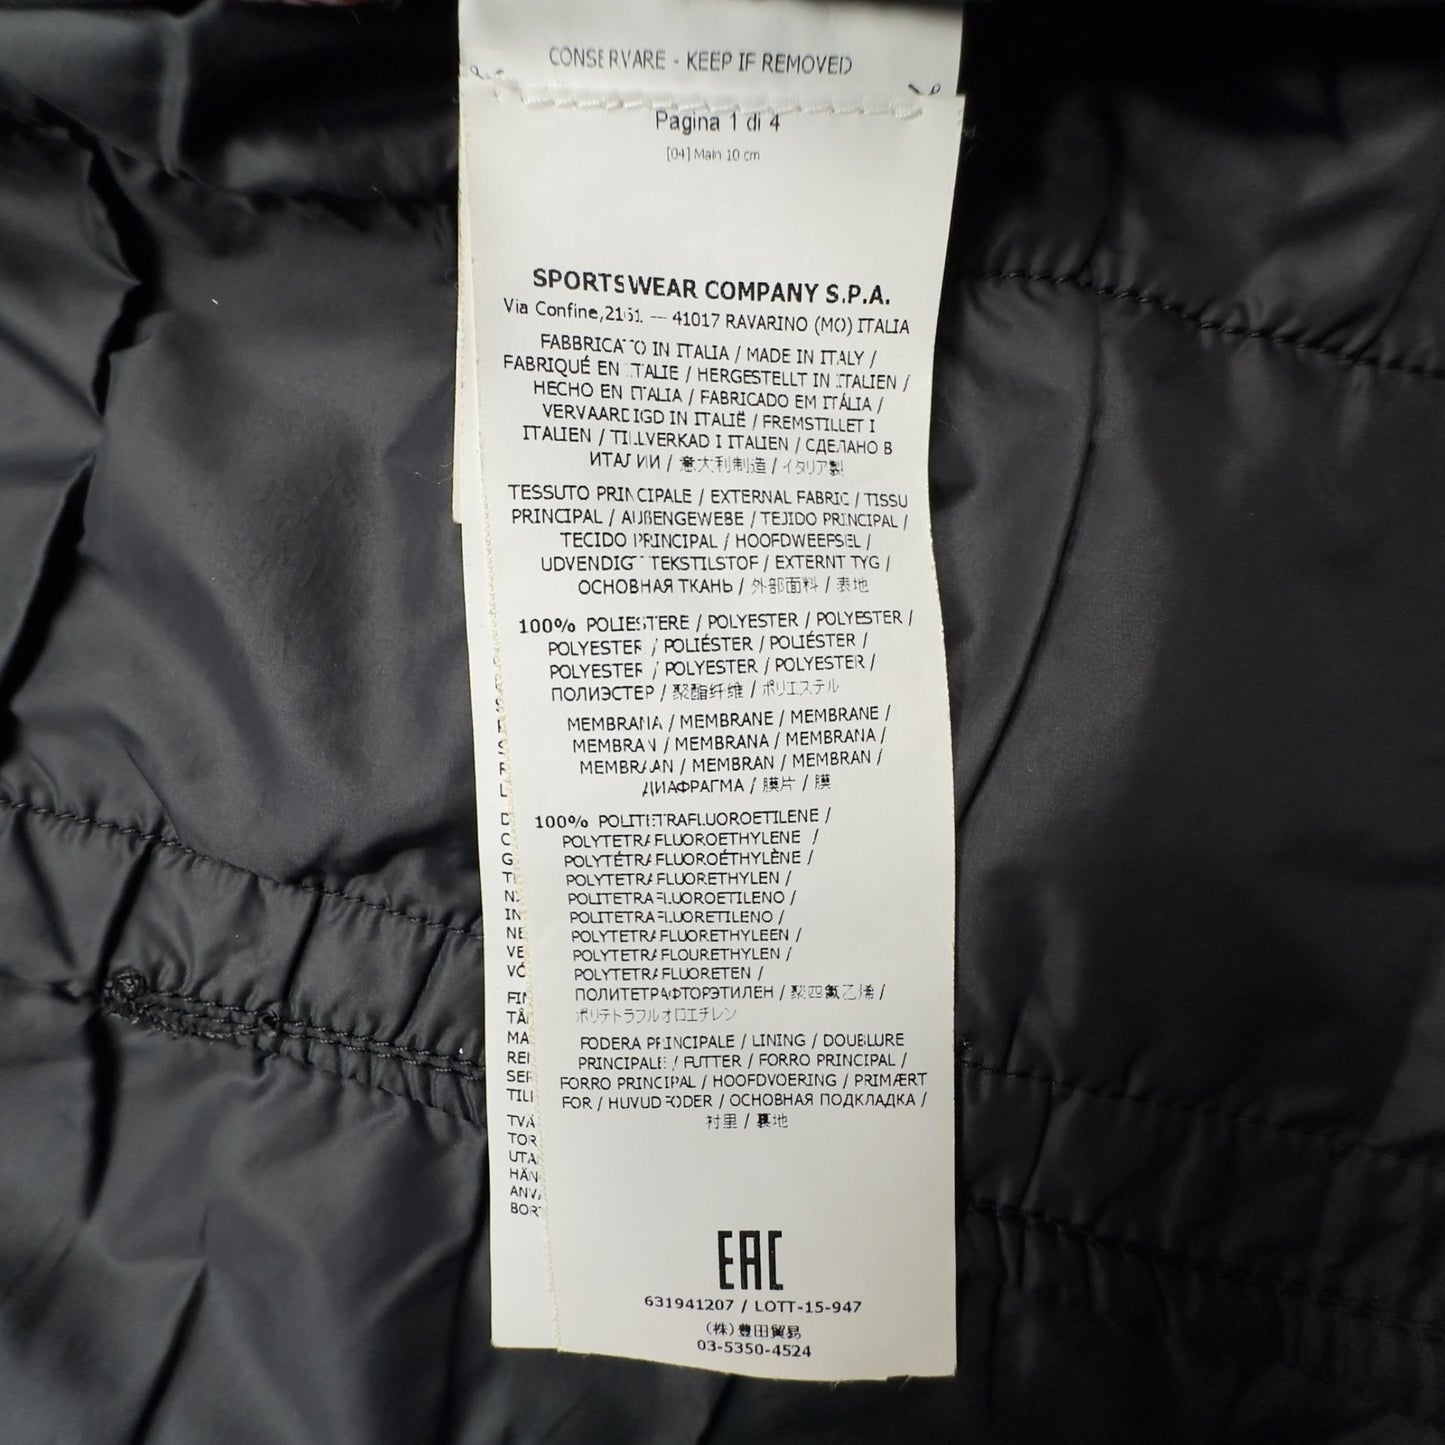 CONSERVARE - KEEP IF REMOVED
Pagina 1 di 4
[04] Main 10 cm
SPORTSWEAR COMPANY S.P.A.
Via Confine,2161 — 41017 RAVARINO (MO) ITALIA
FABBRICATO IN ITALIA / MADE IN ITALY /
FABRIQUÉ EN ITALIE / HERGESTELLT IN ITALIEN /
HECHO EN ITALIA / FABRICADO EM ITÁLIA /
VERVAARDIGD IN ITALIË / FREMSTILLET I
ITALIEN / TILLVERKAD I ITALIEN / СДЕЛАНО В
ИТАЛИИ / 意大利制造 / イタリア製
TESSUTO PRINCIPALE / EXTERNAL FABRIC / TISSU
PRINCIPAL / AUßENGEWEBE / TEJIDO PRINCIPAL /
TECIDO PRINCIPAL / HOOFDWEEFSEL /
UDVENDIGT TEKSTILSTOF / EXTERNT TYG /
ОСНОВНАЯ ТКАНЬ / 外部面料 / 表地
100% POLIESTERE / POLYESTER / POLYESTER /
POLYESTER / POLIÉSTER / POLIÉSTER /
POLYESTER / POLYESTER / POLYESTER /
ПОЛИЭСТЕР / 聚酯纤维 / ポリエステル
MEMBRANA / MEMBRANE / MEMBRANE /
MEMBRAN / MEMBRANA / MEMBRANA /
MEMBRAAN / MEMBRAN / MEMBRAN /
ДИАФРАГМА / 膜片 / 膜
100% POLITETRAFLUOROETILENE /
POLYTETRAFLUOROETHYLENE /
POLYTÉTRAFLUOROÉTHYLÈNE /
POLYTETRAFLUORETHYLEN /
POLITETRAFLUOROETILENO /
POLITETRAFLUORETILENO /
POLYTETRAFLUORETHYLEEN /
POLYTETRAFLOURETHYLEN /
POLYTETRAFLUORETEN /
ПОЛИТЕТРАФТОРЭТИЛЕН / 聚四氟乙烯 /
ポリテトラフルオロエチレン
FODERA PRINCIPALE / LINING / DOUBLURE
PRINCIPALE / FUTTER / FORRO PRINCIPAL /
FORRO PRINCIPAL / HOOFDVOERING / PRIMÆRT
FOR / HUVUDFODER / ОСНОВНАЯ ПОДКЛАДКА /
衬里 / 裏地
EAC
631941207 / LOTT-15-947
(株)豊田貿易
03-5350-4524